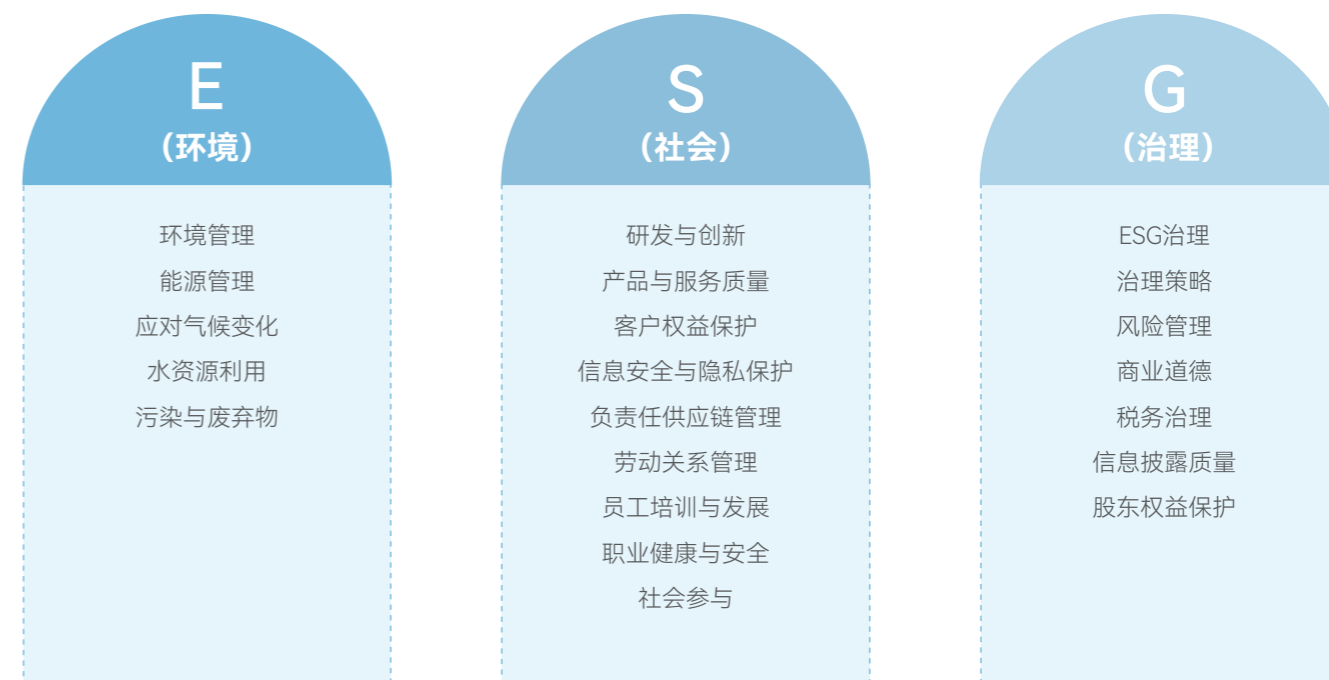 E
（环境）
环境管理
能源管理
应对气候变化
水资源利用
污染与废弃物
S
（社会）
研发与创新
产品与服务质量
客户权益保护
信息安全与隐私保护
负责任供应链管理
劳动关系管理
员工培训与发展
职业健康与安全
社会参与
G
（治理）
ESG治理
治理策略
风险管理
商业道德
税务治理
信息披露质量
股东权益保护